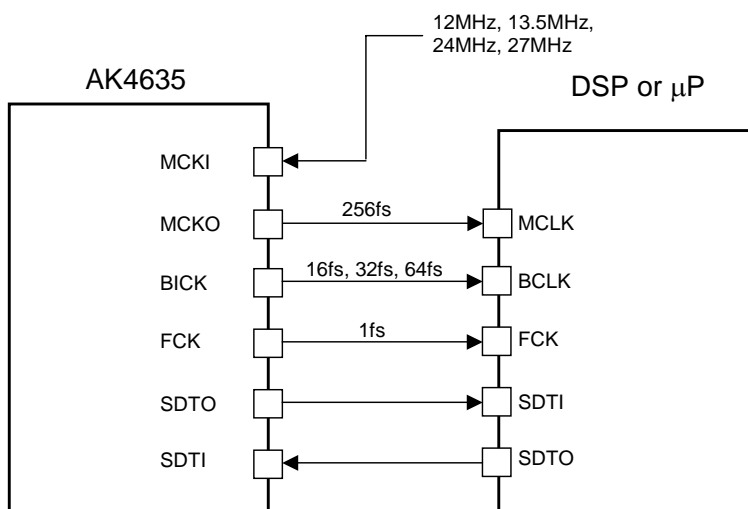 12MHz, 13.5MHz,
24MHz, 27MHz
AK4635
DSP or μP
MCKI
MCKO
256fs
MCLK
BICK
16fs, 32fs, 64fs
BCLK
FCK
1fs
FCK
SDTO
SDTI
SDTI
SDTO